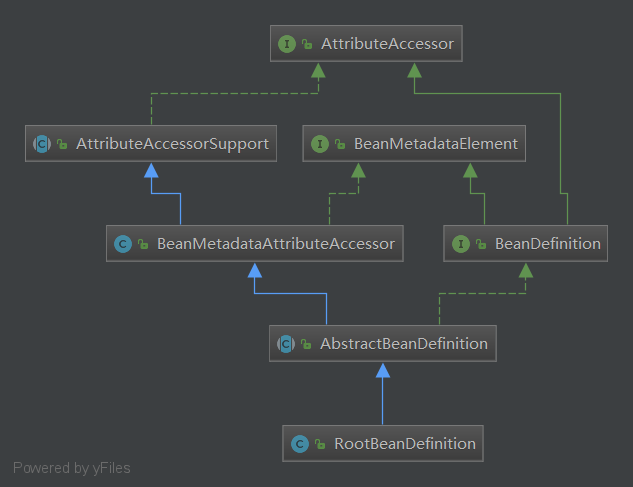 AttributeAccessor
AttributeAccessorSupport
BeanMetadataElement
BeanMetadataAttributeAccessor
BeanDefinition
AbstractBeanDefinition
RootBeanDefinition
Powered by yFiles